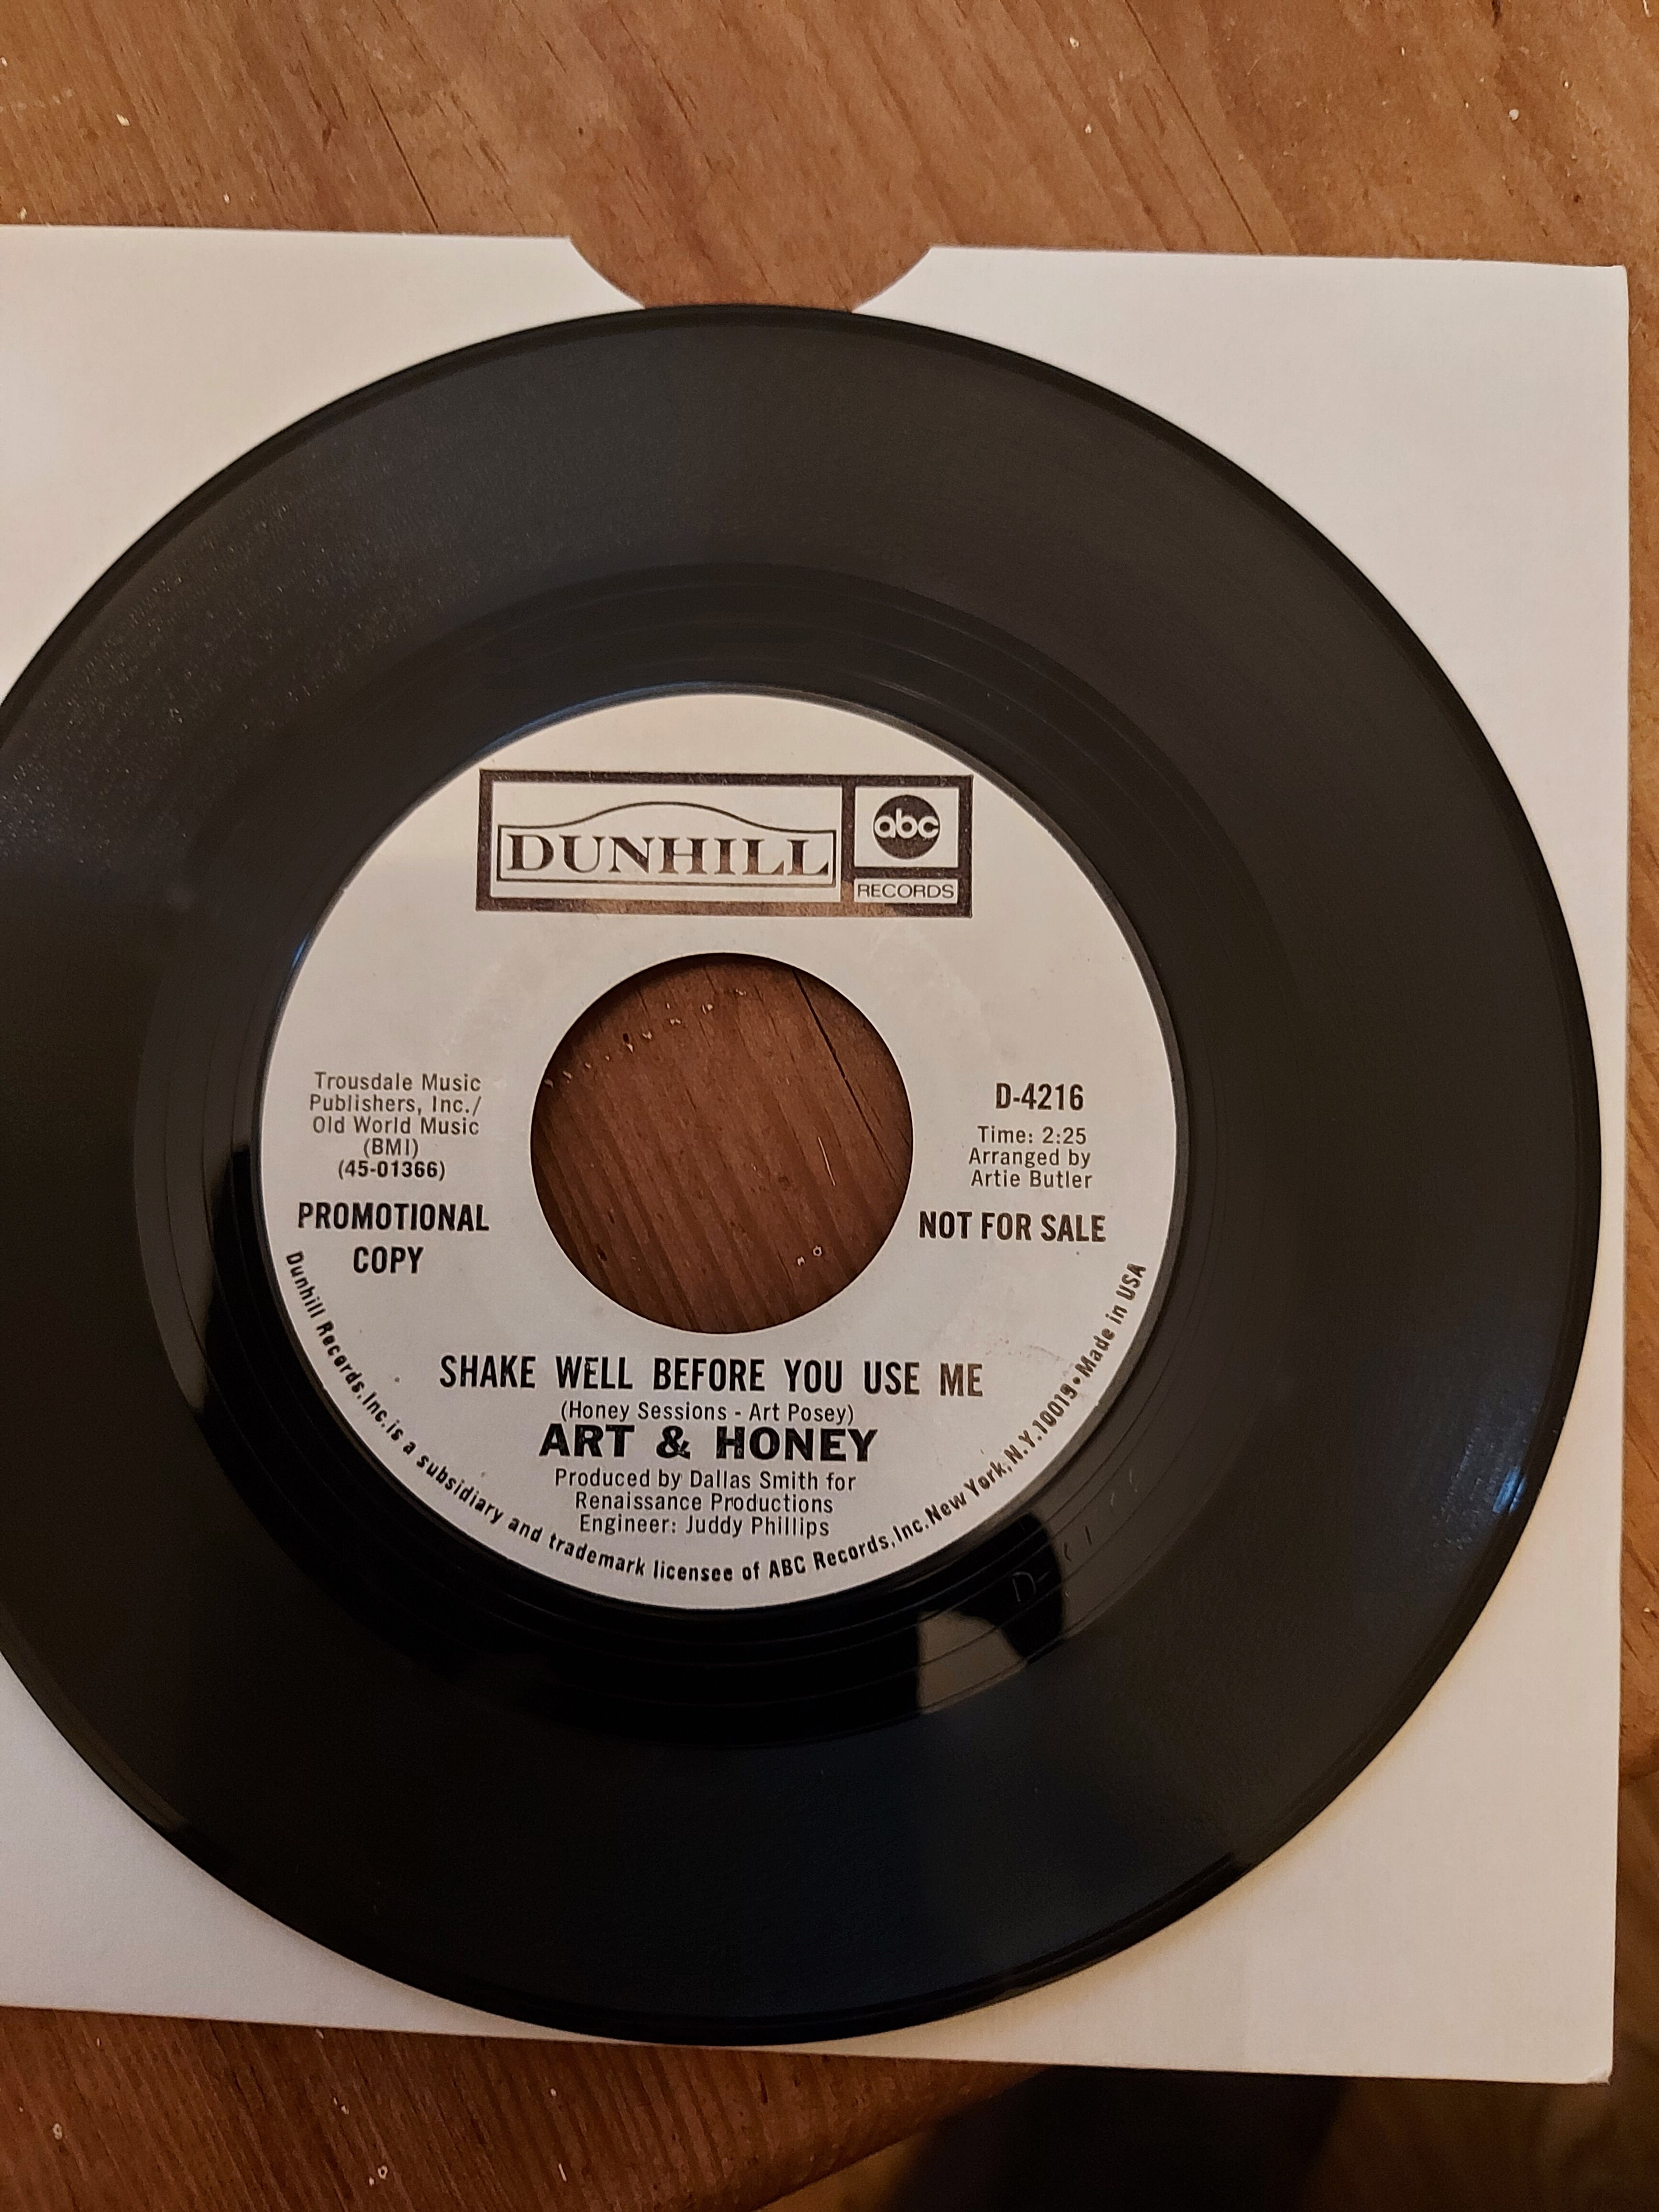 DUNHILL
abc
RECORDS
Trousdale Music
Publishers, Inc./
Old World Music
(BMI)
(45-01366)
PROMOTIONAL
COPY
D-4216
Time: 2:25
Arranged by
Artie Butler
NOT FOR SALE
SHAKE WELL BEFORE YOU USE ME
(Honey Sessions - Art Posey)
ART & HONEY
Produced by Dallas Smith for
Renaissance Productions
Engineer: Juddy Phillips
Dunhill Records, Inc. is a subsidiary and trademark licensee of ABC Records, Inc. New York, N.Y. 10019 • Made in USA
D-